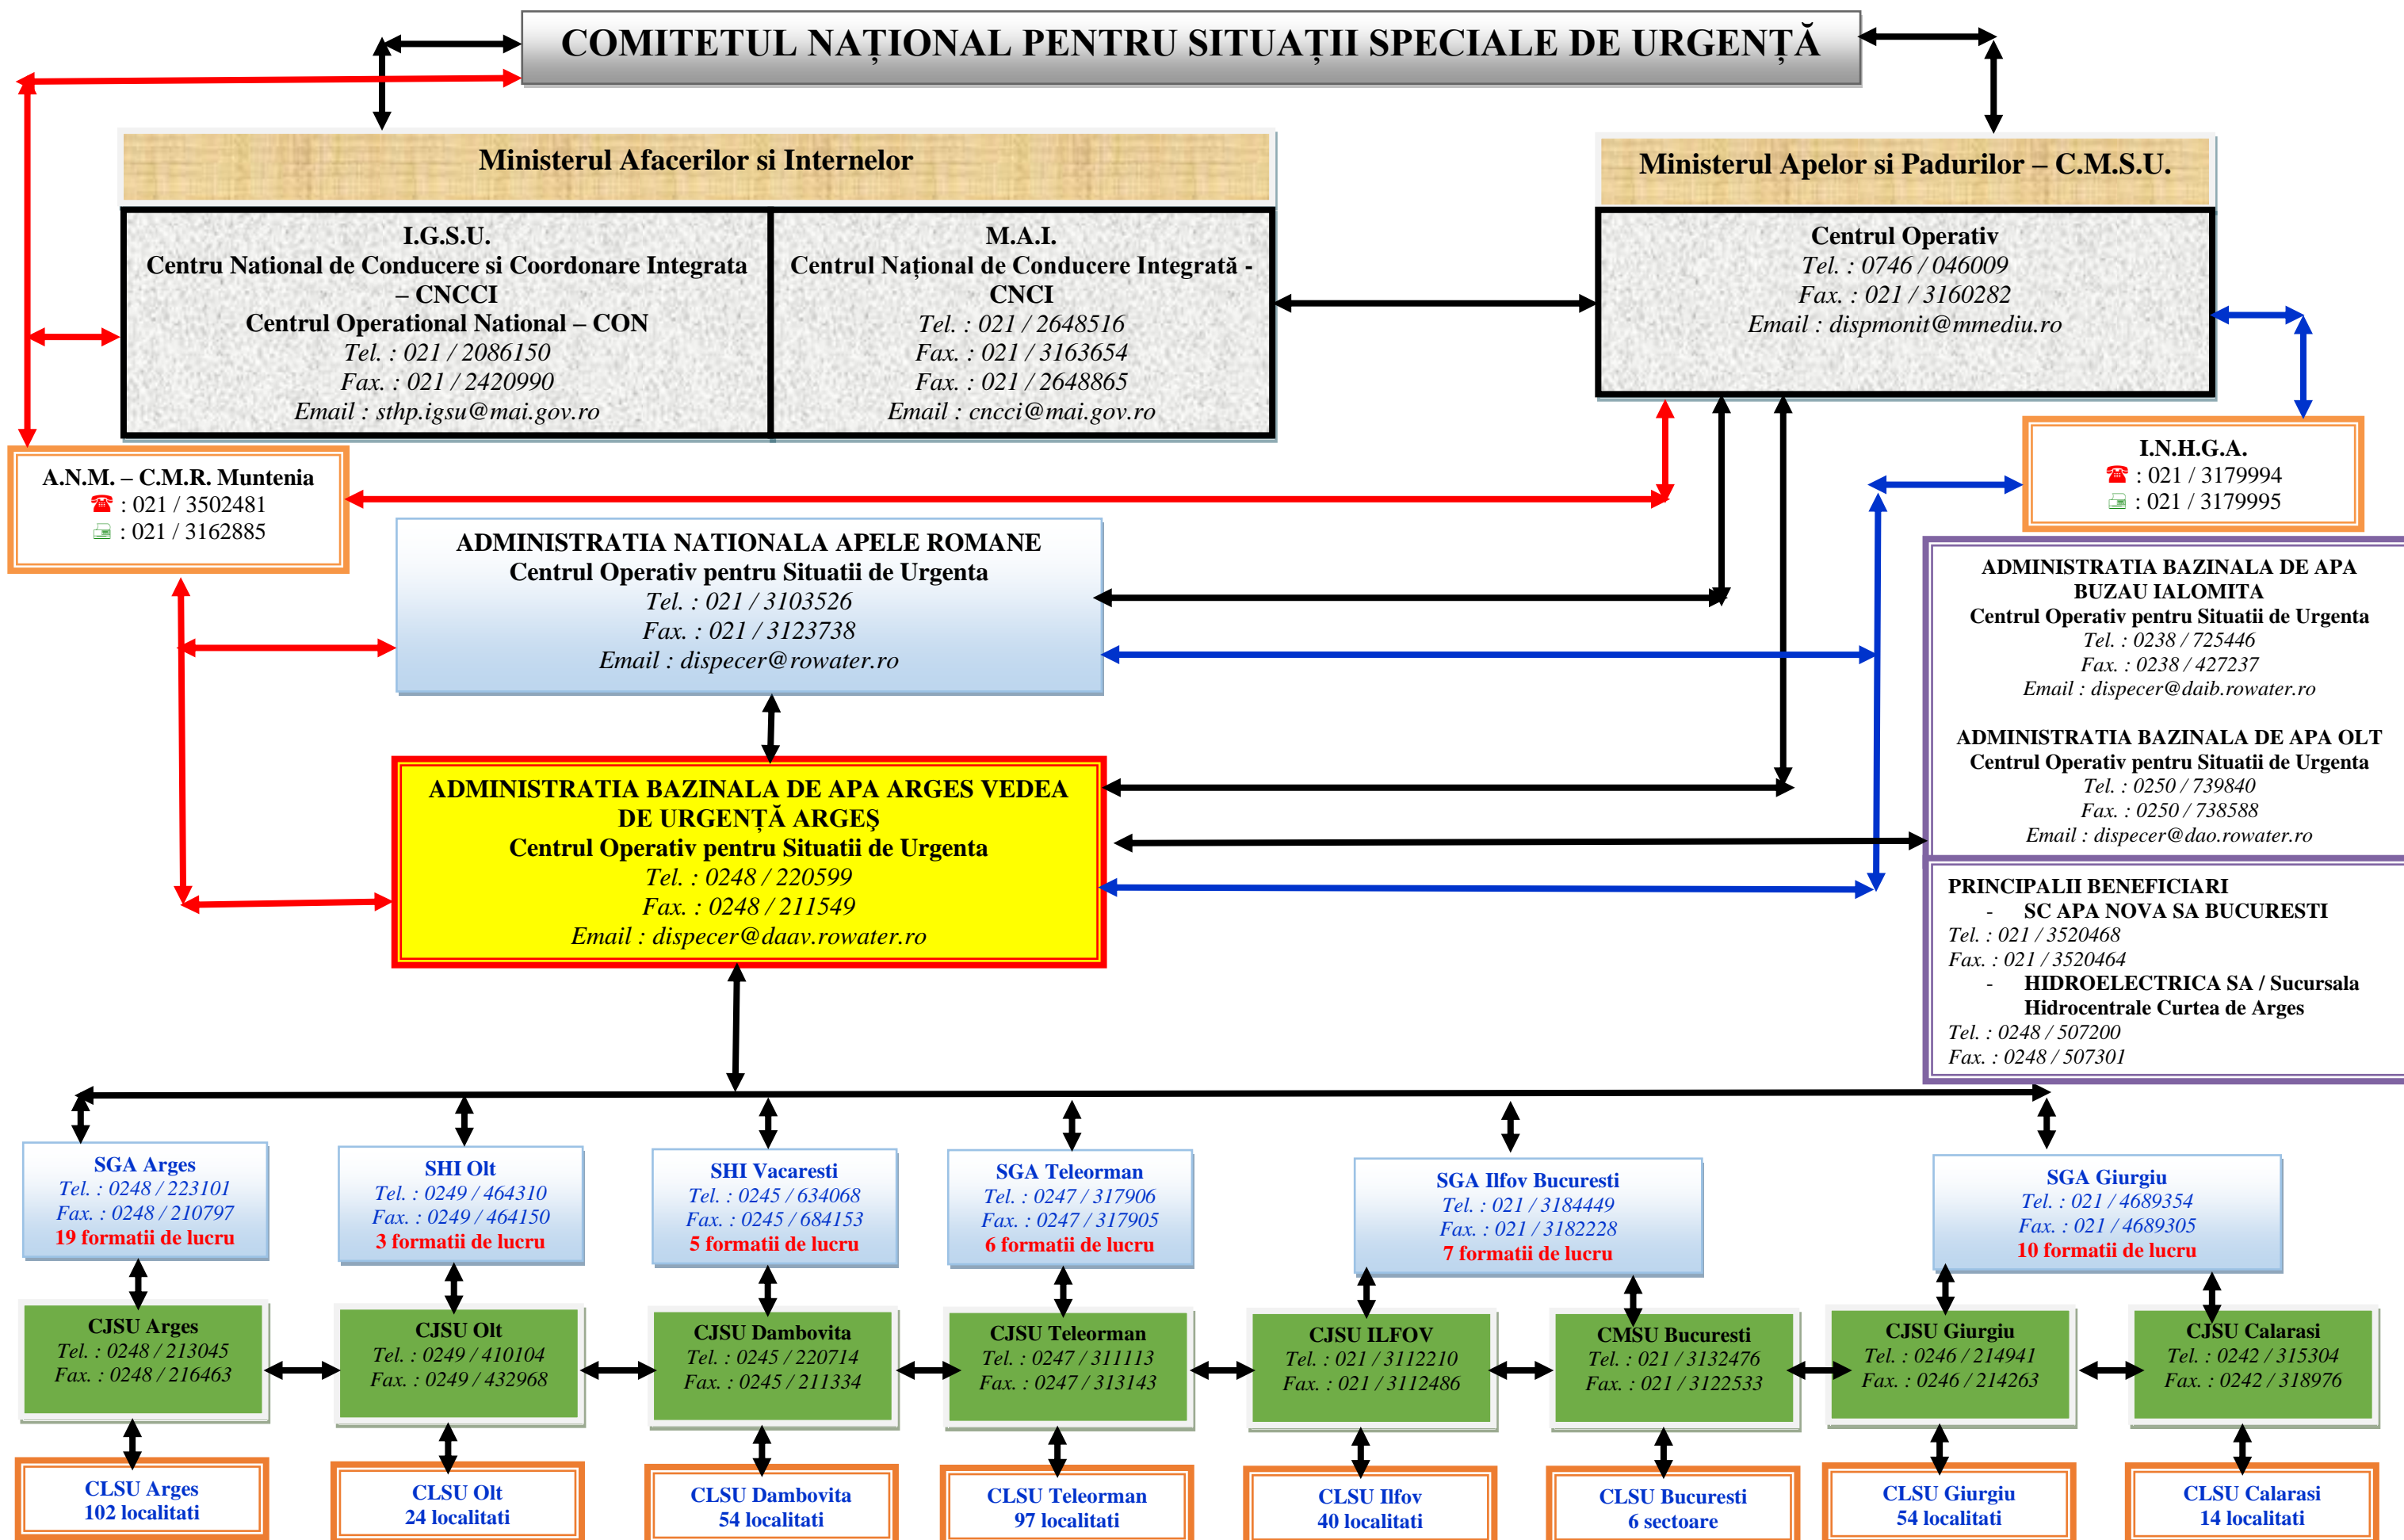 COMITETUL NAȚIONAL PENTRU SITUAȚII SPECIALE DE URGENȚĂ
Ministerul Afacerilor si Internelor
I.G.S.U.
Centru National de Conducere si Coordonare Integrata
– CNCCI
Centrul Operational National – CON
Tel. : 021 / 2086150
Fax. : 021 / 2420990
Email : sthp.igsu@mai.gov.ro
M.A.I.
Centrul Național de Conducere Integrată -
CNCI
Tel. : 021 / 2648516
Fax. : 021 / 3163654
Fax. : 021 / 2648865
Email : cncci@mai.gov.ro
Ministerul Apelor si Padurilor – C.M.S.U.
Centrul Operativ
Tel. : 0746 / 046009
Fax. : 021 / 3160282
Email : dispmonit@mmediu.ro
A.N.M. – C.M.R. Muntenia
☎ : 021 / 3502481
📠 : 021 / 3162885
I.N.H.G.A.
☎ : 021 / 3179994
📠 : 021 / 3179995
ADMINISTRATIA NATIONALA APELE ROMANE
Centrul Operativ pentru Situatii de Urgenta
Tel. : 021 / 3103526
Fax. : 021 / 3123738
Email : dispecer@rowater.ro
ADMINISTRATIA BAZINALA DE APA
BUZAU IALOMITA
Centrul Operativ pentru Situatii de Urgenta
Tel. : 0238 / 725446
Fax. : 0238 / 427237
Email : dispecer@daib.rowater.ro
ADMINISTRATIA BAZINALA DE APA OLT
Centrul Operativ pentru Situatii de Urgenta
Tel. : 0250 / 739840
Fax. : 0250 / 738588
Email : dispecer@dao.rowater.ro
ADMINISTRATIA BAZINALA DE APA ARGES VEDEA
DE URGENȚĂ ARGEŞ
Centrul Operativ pentru Situatii de Urgenta
Tel. : 0248 / 220599
Fax. : 0248 / 211549
Email : dispecer@daav.rowater.ro
PRINCIPALII BENEFICIARI
- SC APA NOVA SA BUCURESTI
Tel. : 021 / 3520468
Fax. : 021 / 3520464
- HIDROELECTRICA SA / Sucursala
Hidrocentrale Curtea de Arges
Tel. : 0248 / 507200
Fax. : 0248 / 507301
SGA Arges
Tel. : 0248 / 223101
Fax. : 0248 / 210797
19 formatii de lucru
SHI Olt
Tel. : 0249 / 464310
Fax. : 0249 / 464150
3 formatii de lucru
SHI Vacaresti
Tel. : 0245 / 634068
Fax. : 0245 / 684153
5 formatii de lucru
SGA Teleorman
Tel. : 0247 / 317906
Fax. : 0247 / 317905
6 formatii de lucru
SGA Ilfov Bucuresti
Tel. : 021 / 3184449
Fax. : 021 / 3182228
7 formatii de lucru
SGA Giurgiu
Tel. : 021 / 4689354
Fax. : 021 / 4689305
10 formatii de lucru
CJSU Arges
Tel. : 0248 / 213045
Fax. : 0248 / 216463
CJSU Olt
Tel. : 0249 / 410104
Fax. : 0249 / 432968
CJSU Dambovita
Tel. : 0245 / 220714
Fax. : 0245 / 211334
CJSU Teleorman
Tel. : 0247 / 311113
Fax. : 0247 / 313143
CJSU ILFOV
Tel. : 021 / 3112210
Fax. : 021 / 3112486
CMSU Bucuresti
Tel. : 021 / 3132476
Fax. : 021 / 3122533
CJSU Giurgiu
Tel. : 0246 / 214941
Fax. : 0246 / 214263
CJSU Calarasi
Tel. : 0242 / 315304
Fax. : 0242 / 318976
CLSU Arges
102 localitati
CLSU Olt
24 localitati
CLSU Dambovita
54 localitati
CLSU Teleorman
97 localitati
CLSU Ilfov
40 localitati
CLSU Bucuresti
6 sectoare
CLSU Giurgiu
54 localitati
CLSU Calarasi
14 localitati